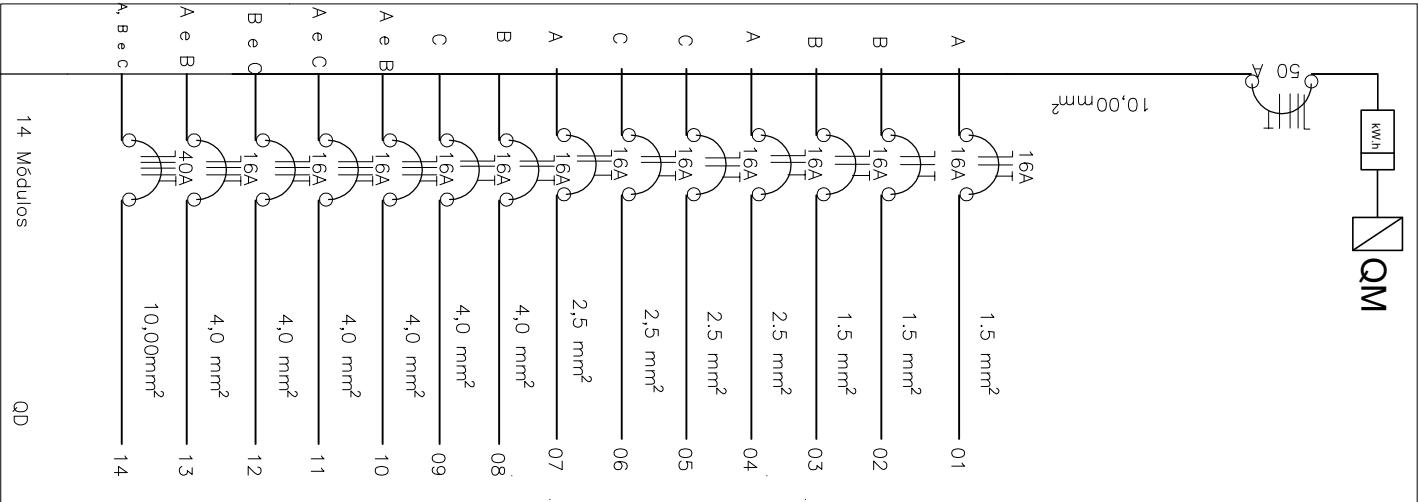 QM
kW.h
50 A
10,00mm²
16A
A 1.5 mm² 01
16A
B 1.5 mm² 02
16A
B 1.5 mm² 03
16A
A 2.5 mm² 04
16A
C 2.5 mm² 05
16A
C 2,5 mm² 06
16A
A 2,5 mm² 07
16A
B 4,0 mm² 08
C 4,0 mm² 09
A e B 4,0 mm² 10
16A
A e C 4,0 mm² 11
16A
B e C 4,0 mm² 12
16A
A e B 4,0 mm² 13
40A
A, B e C 10,00mm² 14
14 Módulos QD